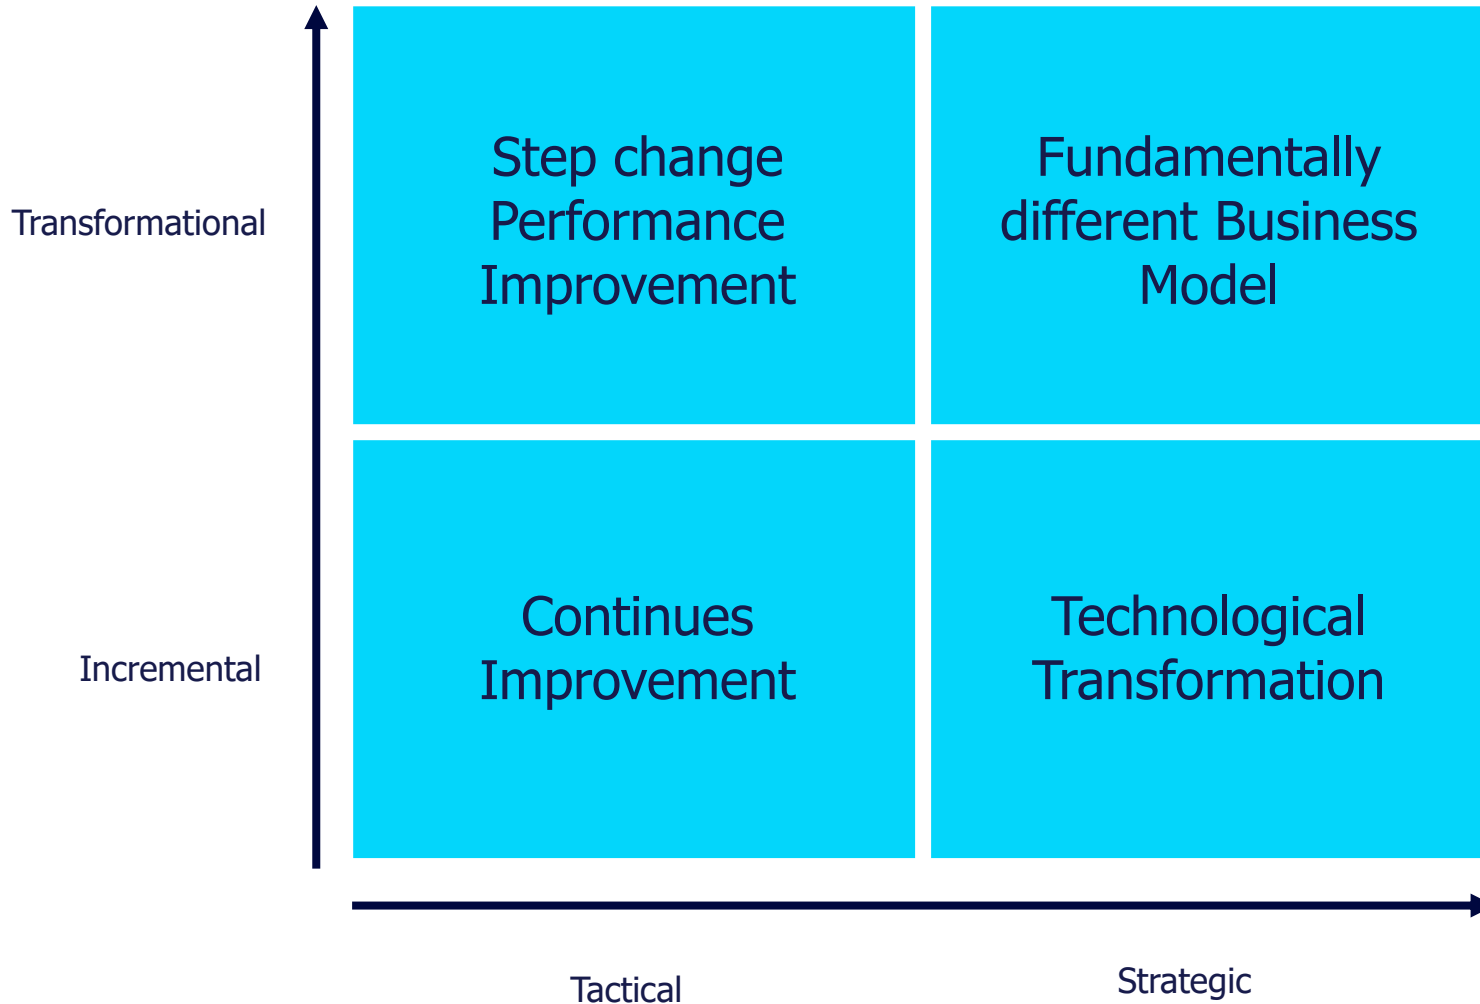 Step change
Performance
Improvement
Fundamentally
different Business
Model
Transformational
Continues
Improvement
Technological
Transformation
Incremental
Tactical
Strategic